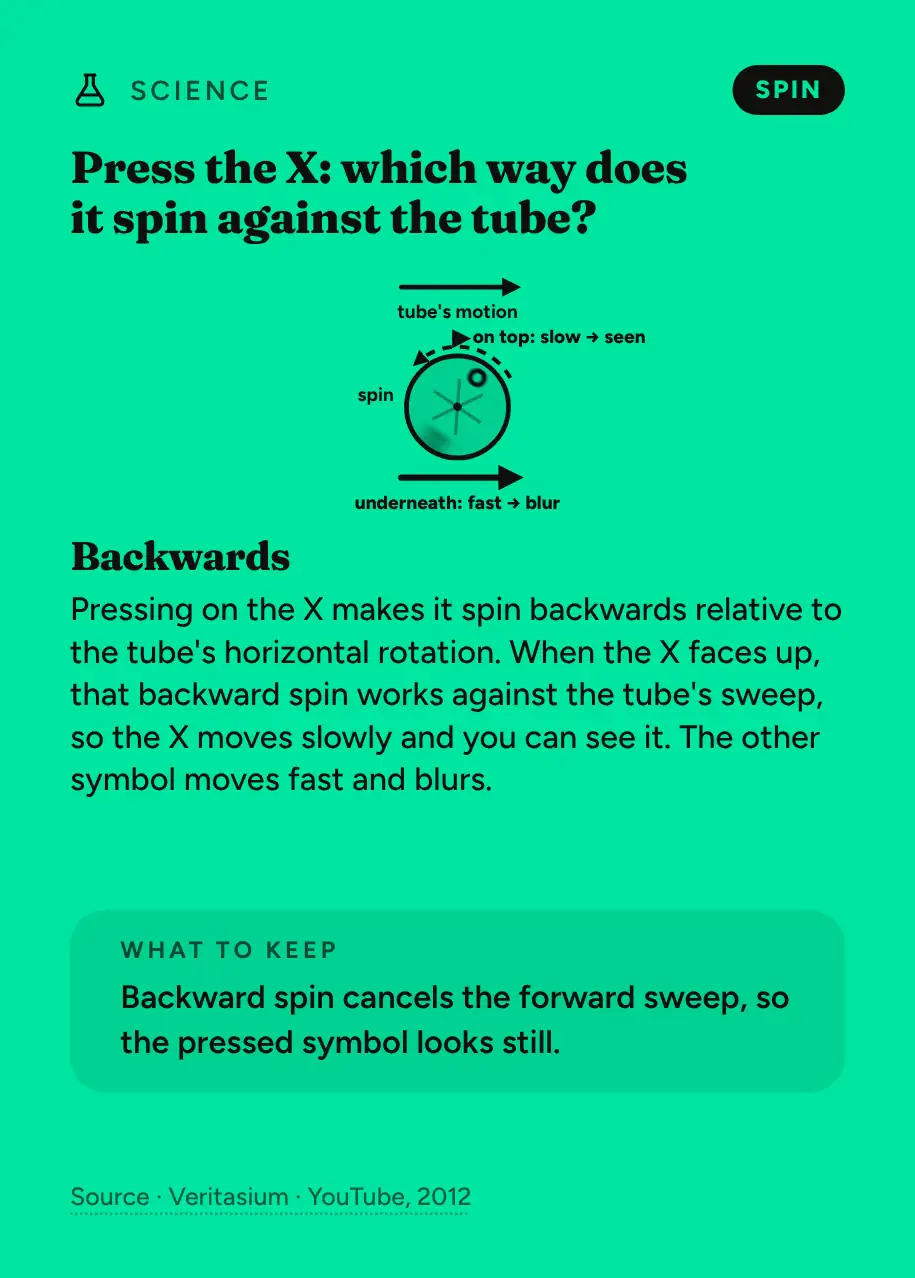 SCIENCE
SPIN
Press the X: which way does
it spin against the tube?
tube's motion
on top: slow → seen
spin
underneath: fast → blur
Backwards
Pressing on the X makes it spin backwards relative to
the tube's horizontal rotation. When the X faces up,
that backward spin works against the tube's sweep,
so the X moves slowly and you can see it. The other
symbol moves fast and blurs.
WHAT TO KEEP
Backward spin cancels the forward sweep, so
the pressed symbol looks still.
Source · Veritasium · YouTube, 2012